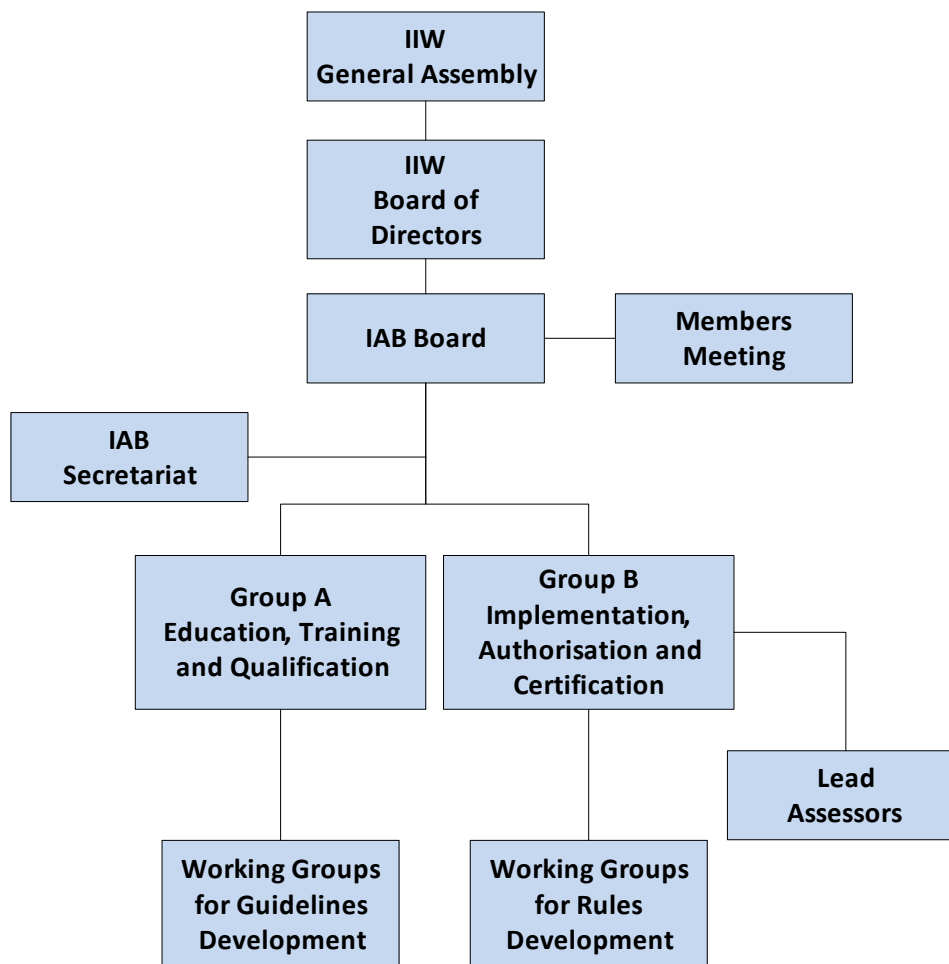 IIW
General Assembly
IIW
Board of
Directors
IAB Board
Members
Meeting
IAB
Secretariat
Group A
Education, Training
and Qualification
Group B
Implementation,
Authorisation and
Certification
Lead
Assessors
Working Groups
for Guidelines
Development
Working Groups
for Rules
Development